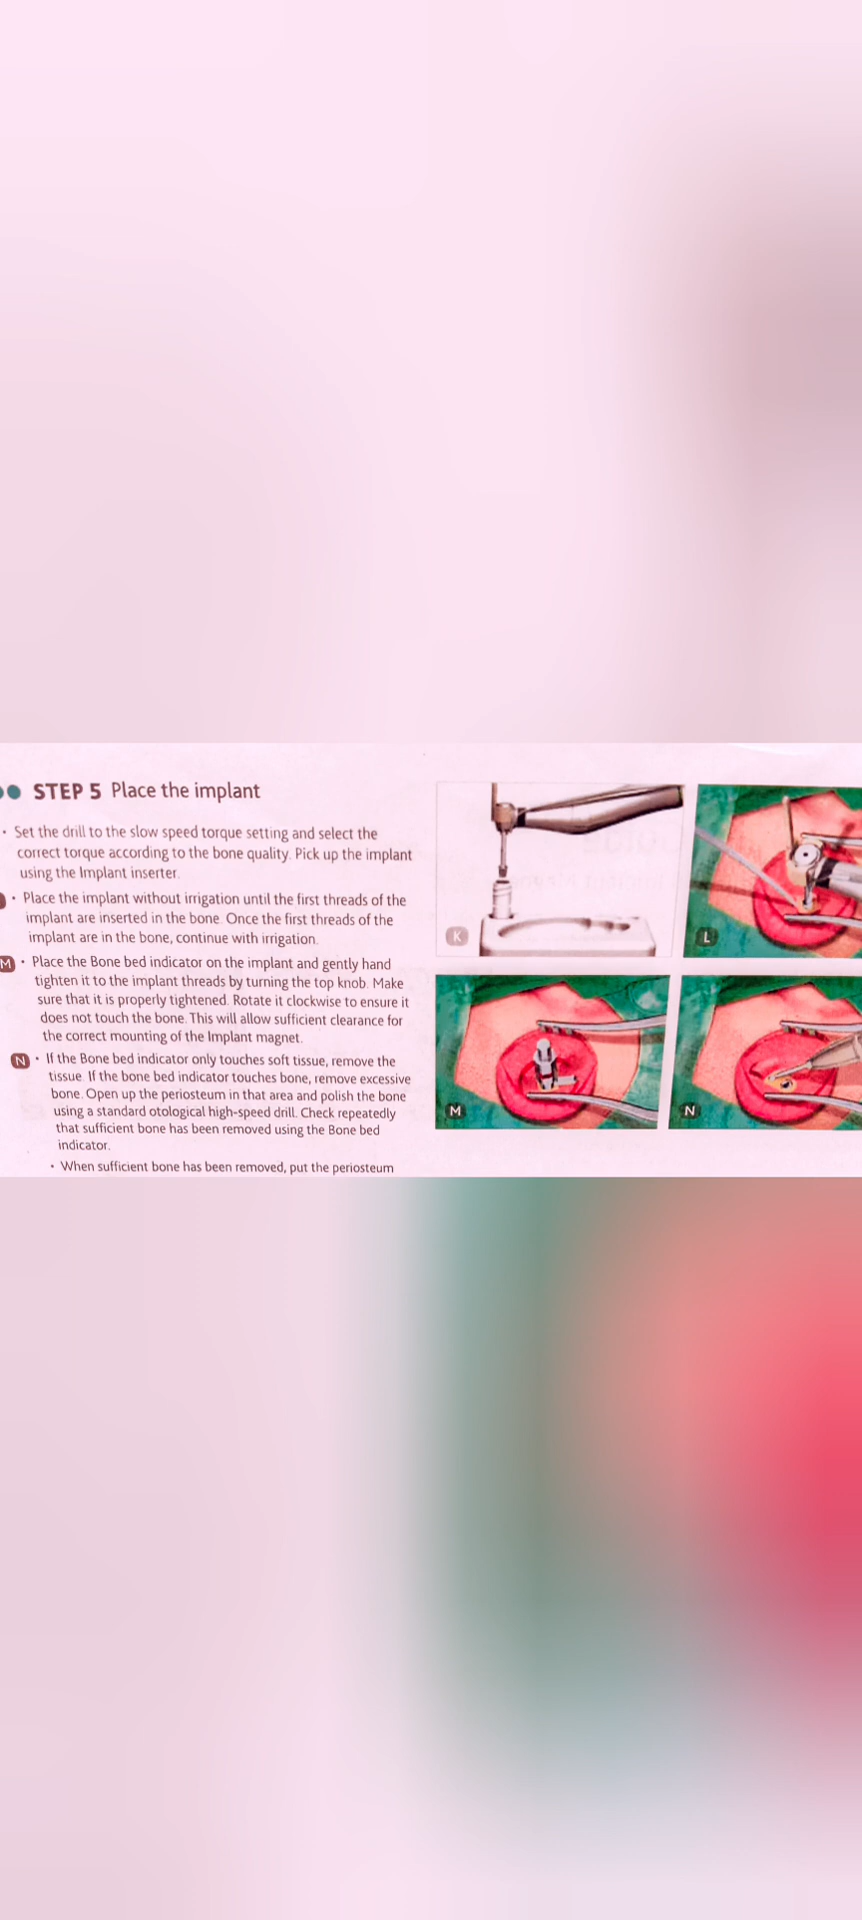 STEP 5 Place the implant
• Set the drill to the slow speed torque setting and select the
correct torque according to the bone quality. Pick up the implant
using the Implant inserter.
• Place the implant without irrigation until the first threads of the
implant are inserted in the bone. Once the first threads of the
implant are in the bone, continue with irrigation.
M • Place the Bone bed indicator on the implant and gently hand
tighten it to the implant threads by turning the top knob. Make
sure that it is properly tightened. Rotate it clockwise to ensure it
does not touch the bone. This will allow sufficient clearance for
the correct mounting of the Implant magnet.
N • If the Bone bed indicator only touches soft tissue, remove the
tissue. If the bone bed indicator touches bone, remove excessive
bone. Open up the periosteum in that area and polish the bone
using a standard otological high-speed drill. Check repeatedly
that sufficient bone has been removed using the Bone bed
indicator.
• When sufficient bone has been removed, put the periosteum
K
L
M
N